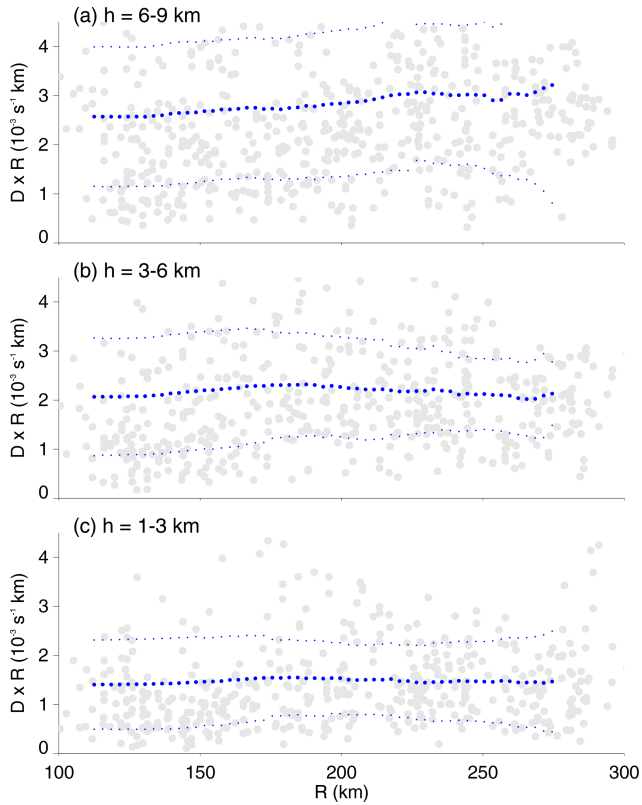 (a) h = 6-9 km
4
3
2
1
0
D x R (10⁻³ s⁻¹ km)
(b) h = 3-6 km
4
3
2
1
0
D x R (10⁻³ s⁻¹ km)
(c) h = 1-3 km
4
3
2
1
0
D x R (10⁻³ s⁻¹ km)
100 150 200 250 300
R (km)